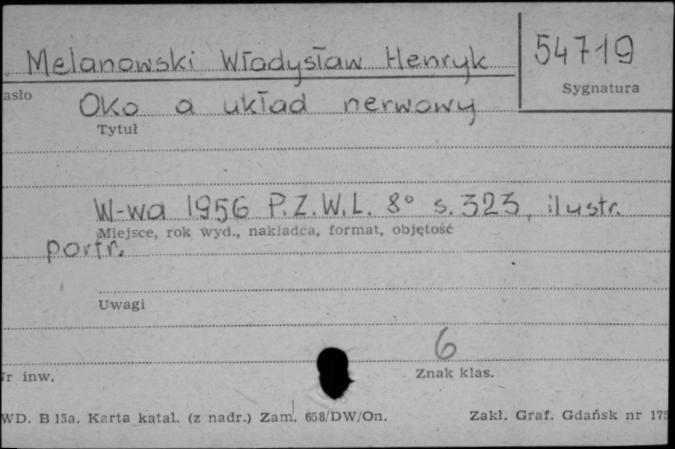 Melanowski Władysław Henryk
54719
asło
Sygnatura
Oko a układ nerwowy
Tytuł
W-wa 1956 P.Z.W.L. 8° s. 323, ilustr.
Miejsce, rok wyd., nakładca, format, objętość
portr.
Uwagi
6
Nr inw.
Znak klas.
WD. B 15a. Karta katal. (z nadr.) Zam. 658/DW/On.
Zakł. Graf. Gdańsk nr 175